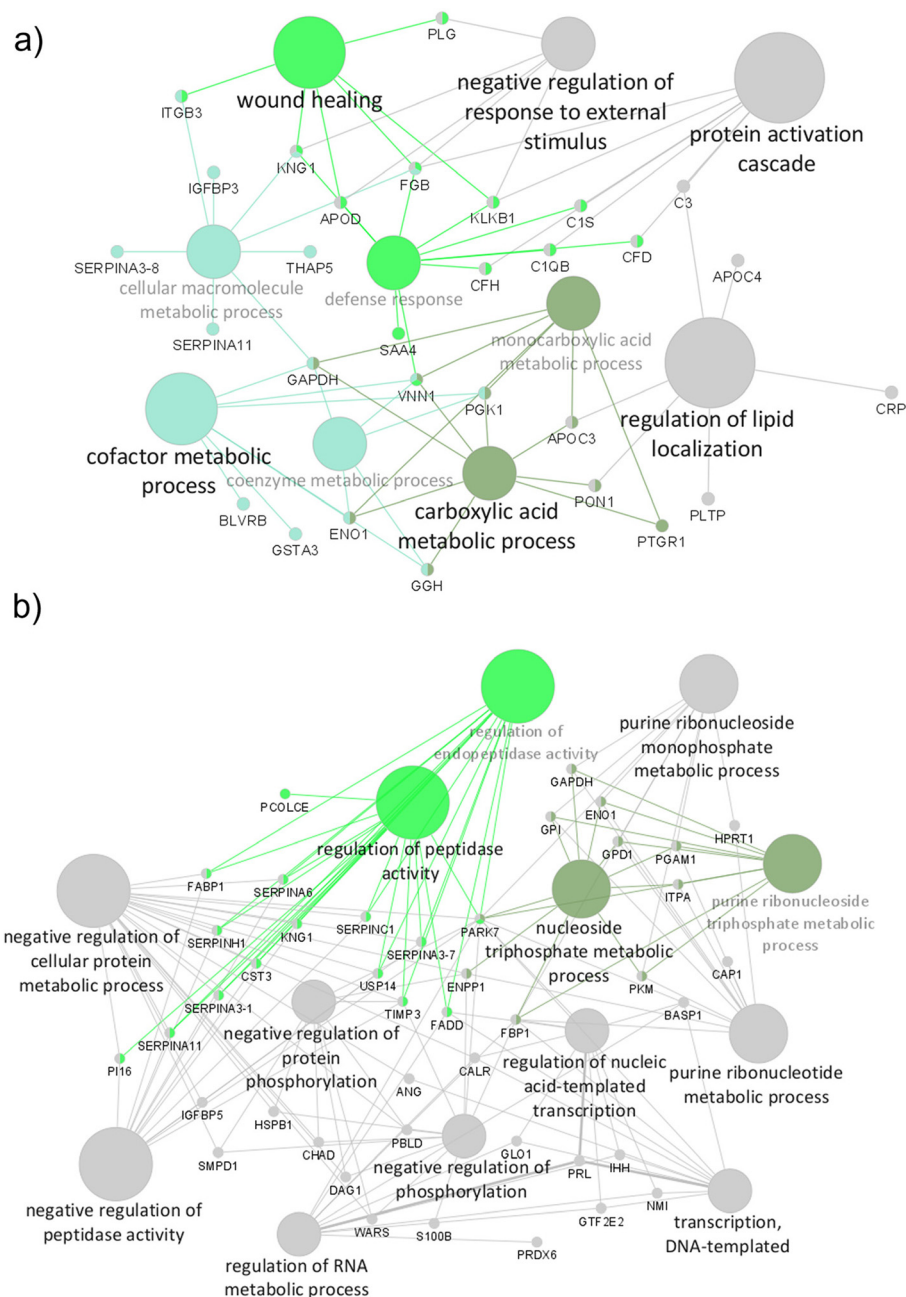 a)
PLG
wound healing
negative regulation of
response to external
stimulus
protein activation
cascade
ITGB3
KNG1
IGFBP3
FGB
APOD
KLKB1
C1S
C3
SERPINA3-8
THAP5
cellular macromolecule
metabolic process
defense response
CFH
C1QB
CFD
APOC4
SERPINA11
SAA4
monocarboxylic acid
metabolic process
GAPDH
VNN1
PGK1
APOC3
regulation of lipid
localization
CRP
cofactor metabolic
process
coenzyme metabolic process
carboxylic acid
metabolic process
PON1
PLTP
BLVRB
GSTA3
ENO1
PTGR1
GGH
b)
regulation of
endopeptidase activity
purine ribonucleoside
monophosphate
metabolic process
PCOLCE
GAPDH
ENO1
GPI
HPRT1
regulation of peptidase
activity
GPD1
PGAM1
FABP1
SERPINA6
ITPA
purine ribonucleoside
triphosphate metabolic
process
negative regulation of
cellular protein
metabolic process
SERPINH1
KNG1
SERPINC1
PARK7
nucleoside
triphosphate metabolic
process
SERPINA3-7
CST3
USP14
ENPP1
CAP1
PKM
SERPINA3-1
TIMP3
FADD
BASP1
SERPINA11
negative regulation of
protein
phosphorylation
FBP1
regulation of nucleic
acid-templated
transcription
purine ribonucleotide
metabolic process
PI16
CALR
ANG
IGFBP5
HSPB1
PBLD
SMPD1
CHAD
negative regulation of
phosphorylation
GLO1
PRL
IHH
DAG1
NMI
negative regulation of
peptidase activity
WARS
S100B
GTF2E2
transcription,
DNA-templated
PRDX6
regulation of RNA
metabolic process